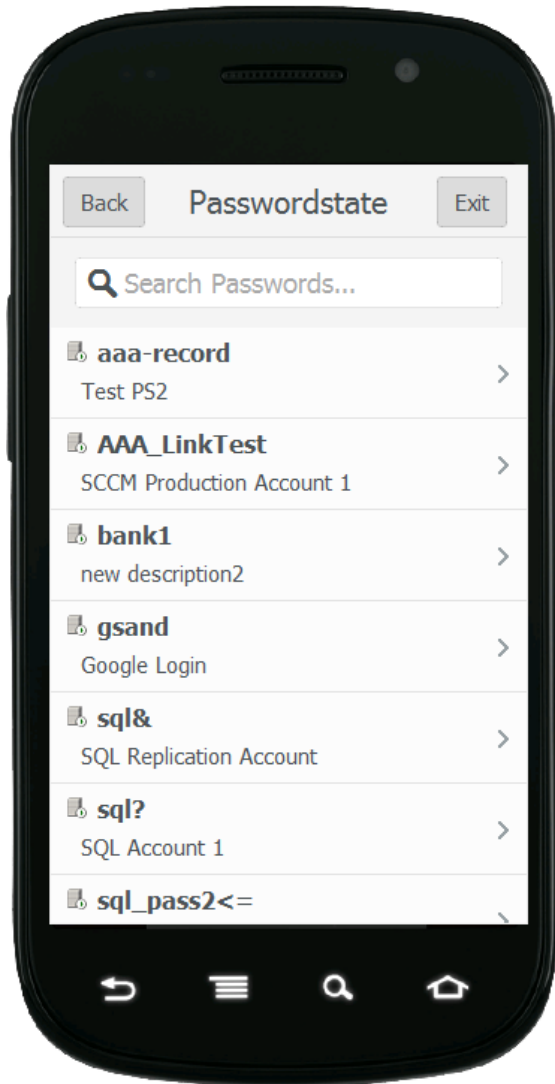 Back Passwordstate Exit
Search Passwords...
aaa-record
Test PS2
AAA_LinkTest
SCCM Production Account 1
bank1
new description2
gsand
Google Login
sql&
SQL Replication Account
sql?
SQL Account 1
sql_pass2<=